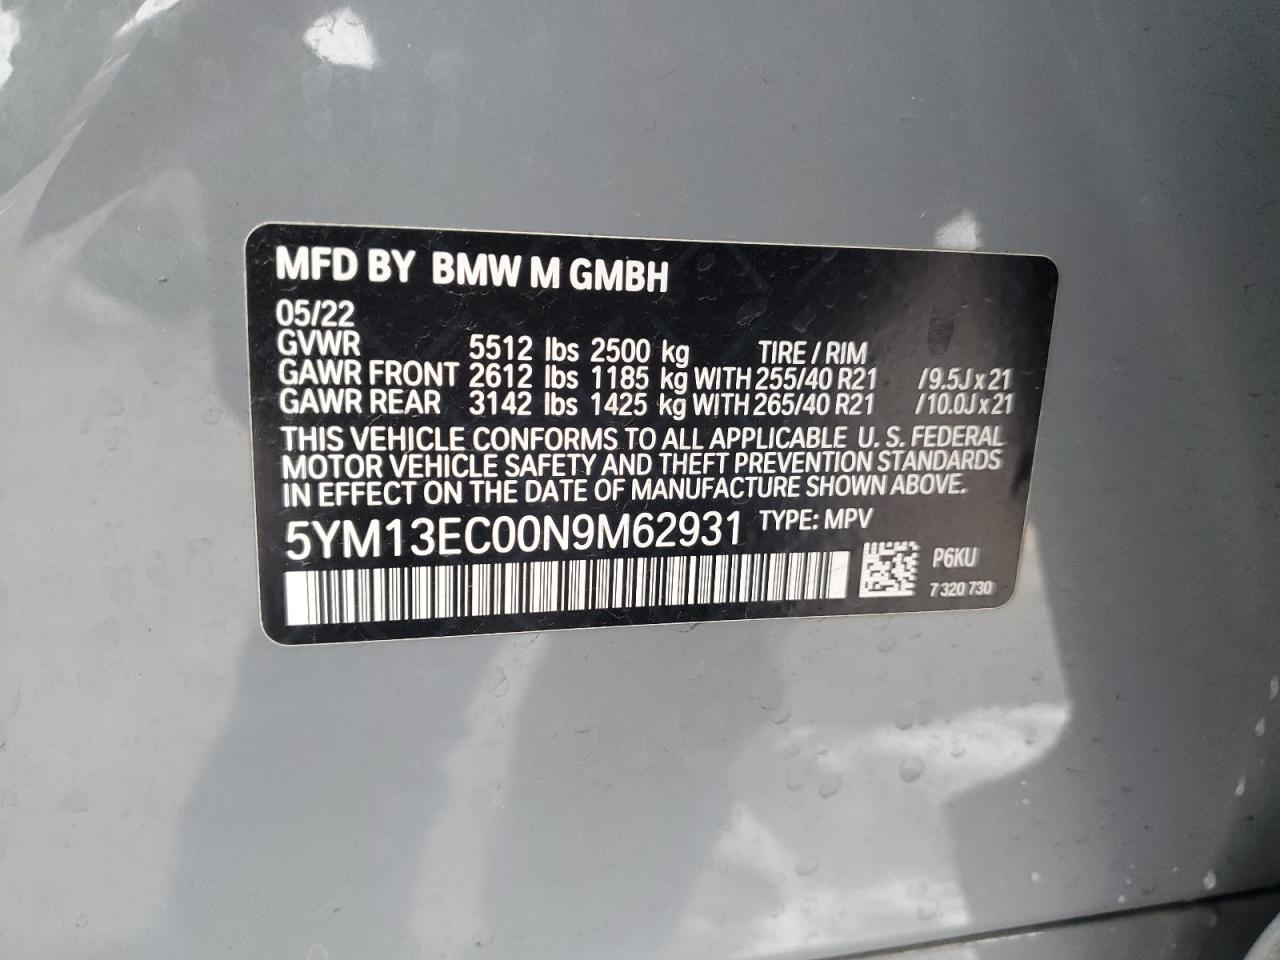 MFD BY BMW M GMBH
05/22
GVWR 5512 lbs 2500 kg TIRE / RIM
GAWR FRONT 2612 lbs 1185 kg WITH 255/40 R21 /9.5J x 21
GAWR REAR 3142 lbs 1425 kg WITH 265/40 R21 /10.0J x 21
THIS VEHICLE CONFORMS TO ALL APPLICABLE U. S. FEDERAL
MOTOR VEHICLE SAFETY AND THEFT PREVENTION STANDARDS
IN EFFECT ON THE DATE OF MANUFACTURE SHOWN ABOVE.
5YM13EC00N9M62931 TYPE: MPV
P6KU
7 320 730